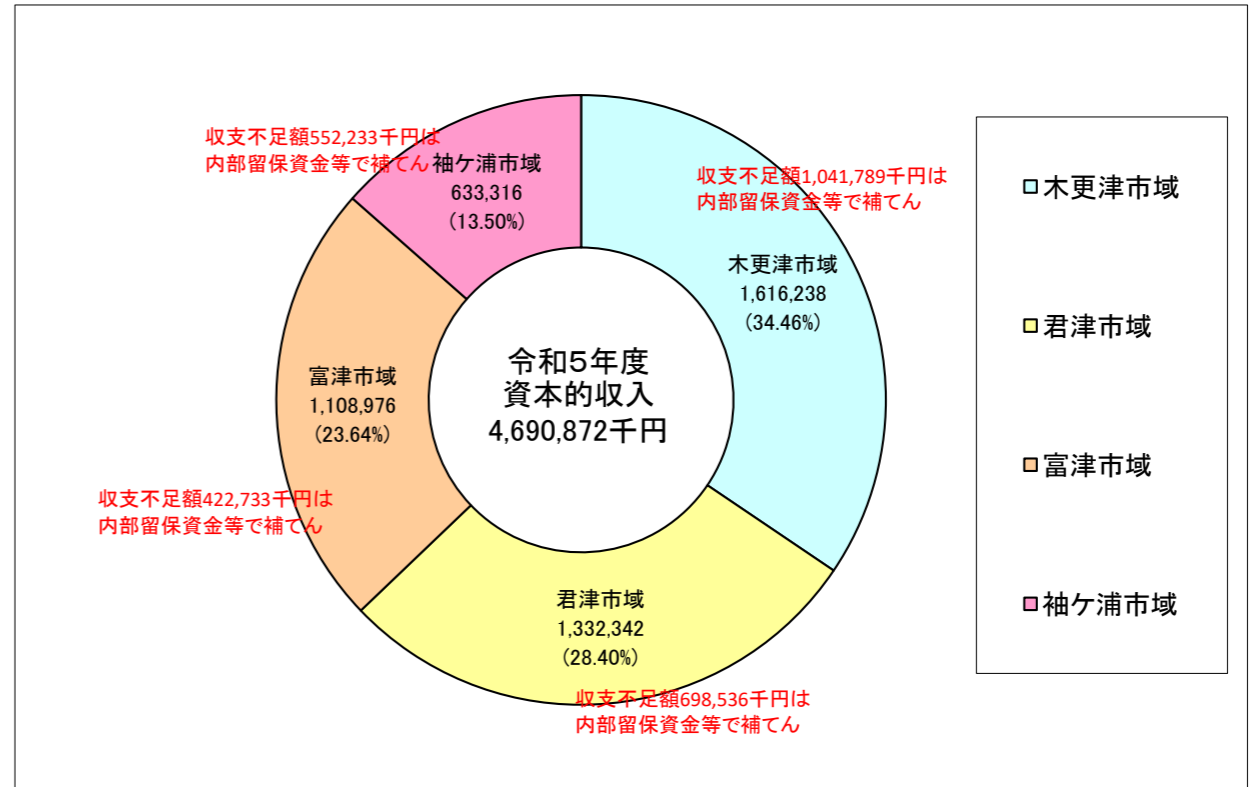 収支不足額552,233千円は
内部留保資金等で補てん
袖ケ浦市域
633,316
(13.50%)
収支不足額1,041,789千円は
内部留保資金等で補てん
木更津市域
1,616,238
(34.46%)
令和5年度
資本的収入
4,690,872千円
富津市域
1,108,976
(23.64%)
収支不足額422,733千円は
内部留保資金等で補てん
君津市域
1,332,342
(28.40%)
収支不足額698,536千円は
内部留保資金等で補てん
木更津市域
君津市域
富津市域
袖ケ浦市域